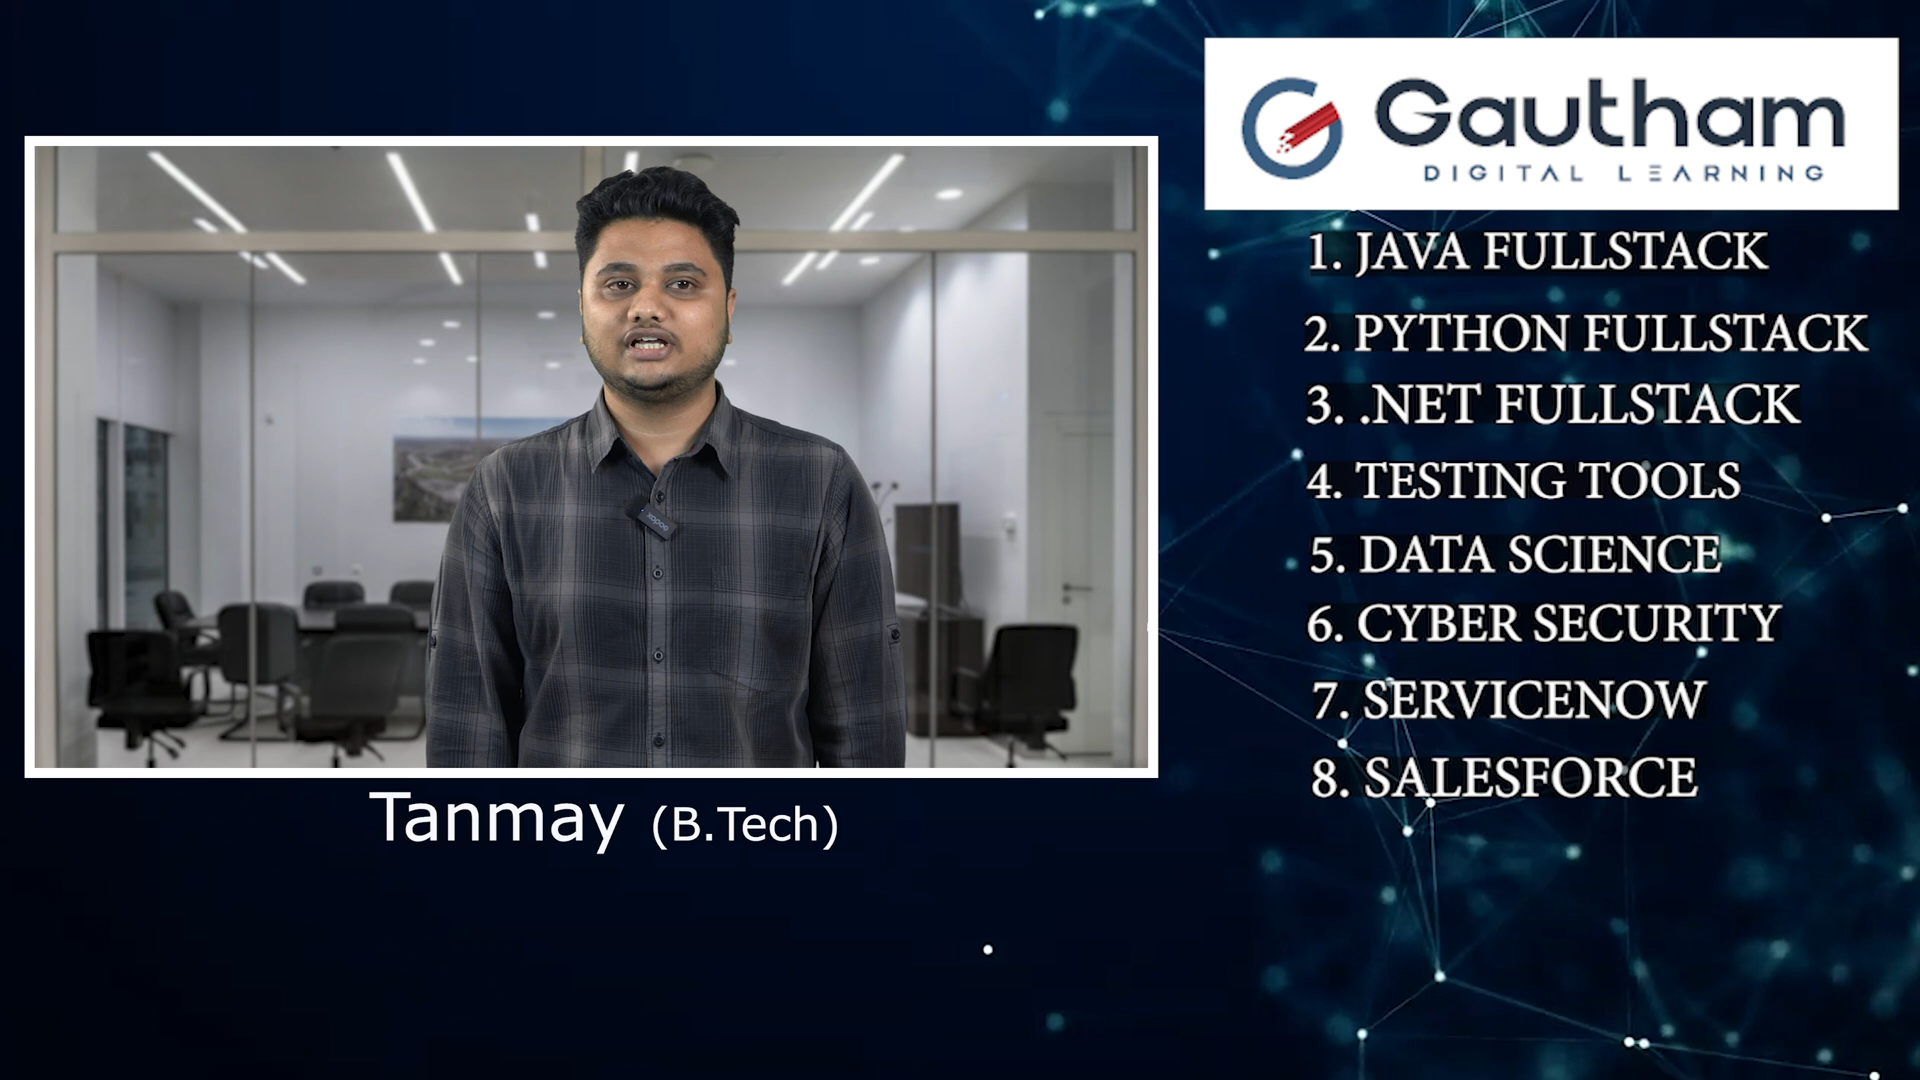 Gautham
DIGITAL LEARNING
1. JAVA FULLSTACK
2. PYTHON FULLSTACK
3. .NET FULLSTACK
4. TESTING TOOLS
5. DATA SCIENCE
6. CYBER SECURITY
7. SERVICENOW
8. SALESFORCE
Godox
Tanmay (B.Tech)